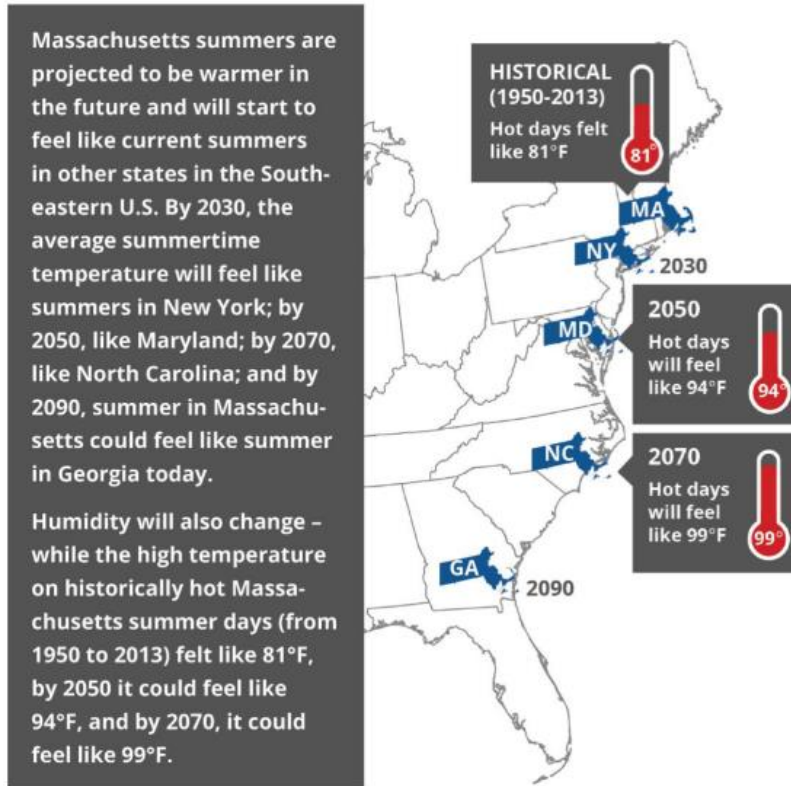 Massachusetts summers are
projected to be warmer in
the future and will start to
feel like current summers
in other states in the South-
eastern U.S. By 2030, the
average summertime
temperature will feel like
summers in New York; by
2050, like Maryland; by 2070,
like North Carolina; and by
2090, summer in Massachu-
setts could feel like summer
in Georgia today.
Humidity will also change –
while the high temperature
on historically hot Massa-
chusetts summer days (from
1950 to 2013) felt like 81°F,
by 2050 it could feel like
94°F, and by 2070, it could
feel like 99°F.
HISTORICAL
(1950-2013)
Hot days felt
like 81°F
81°
MA
NY
2030
MD
2050
Hot days
will feel
like 94°F
94°
NC
2070
Hot days
will feel
like 99°F
99°
GA
2090